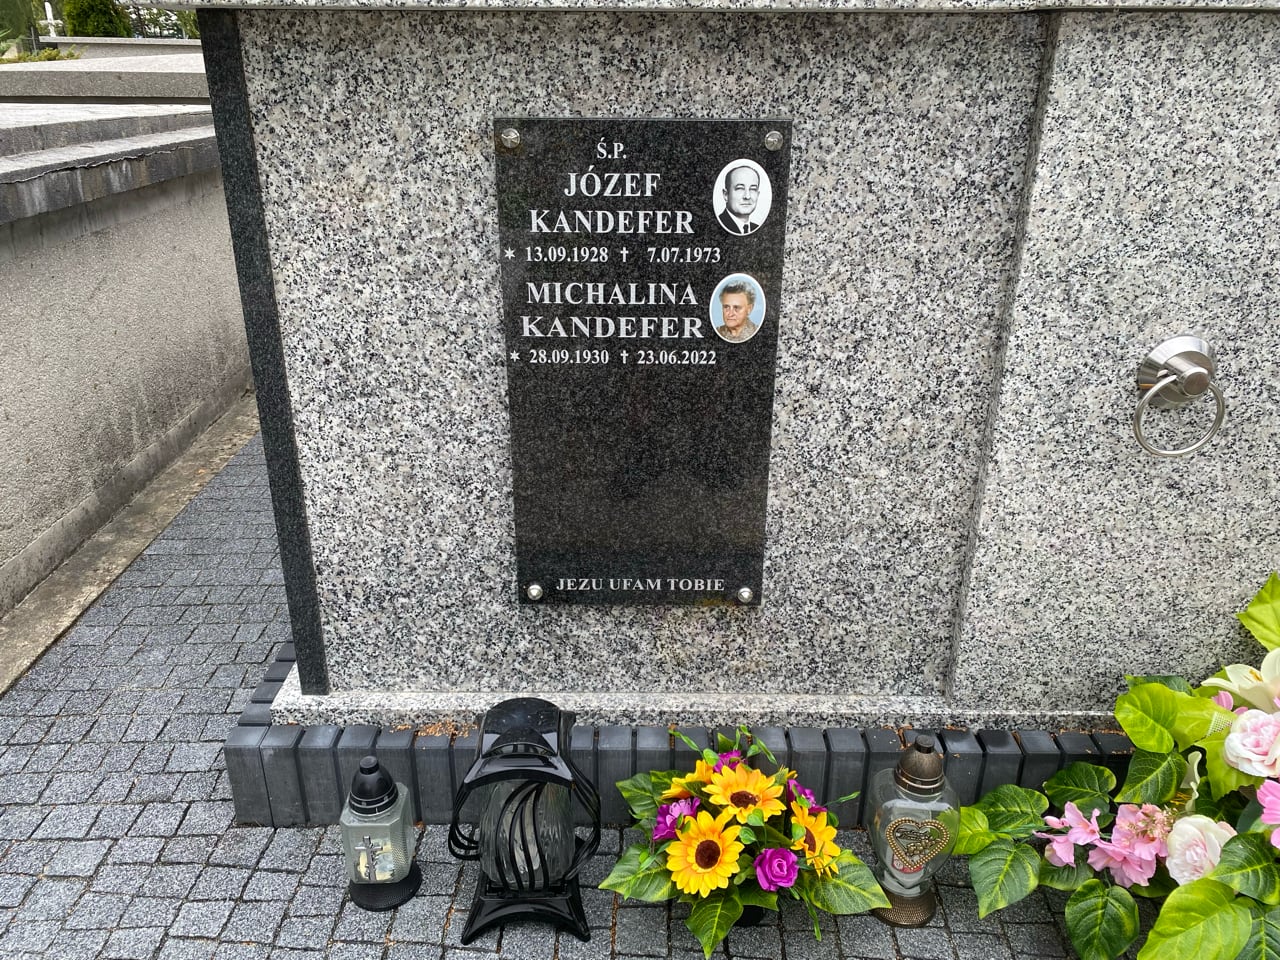 Ś.P.
JÓZEF
KANDEFER
✶ 13.09.1928 † 7.07.1973
MICHALINA
KANDEFER
✶ 28.09.1930 † 23.06.2022
JEZU UFAM TOBIE